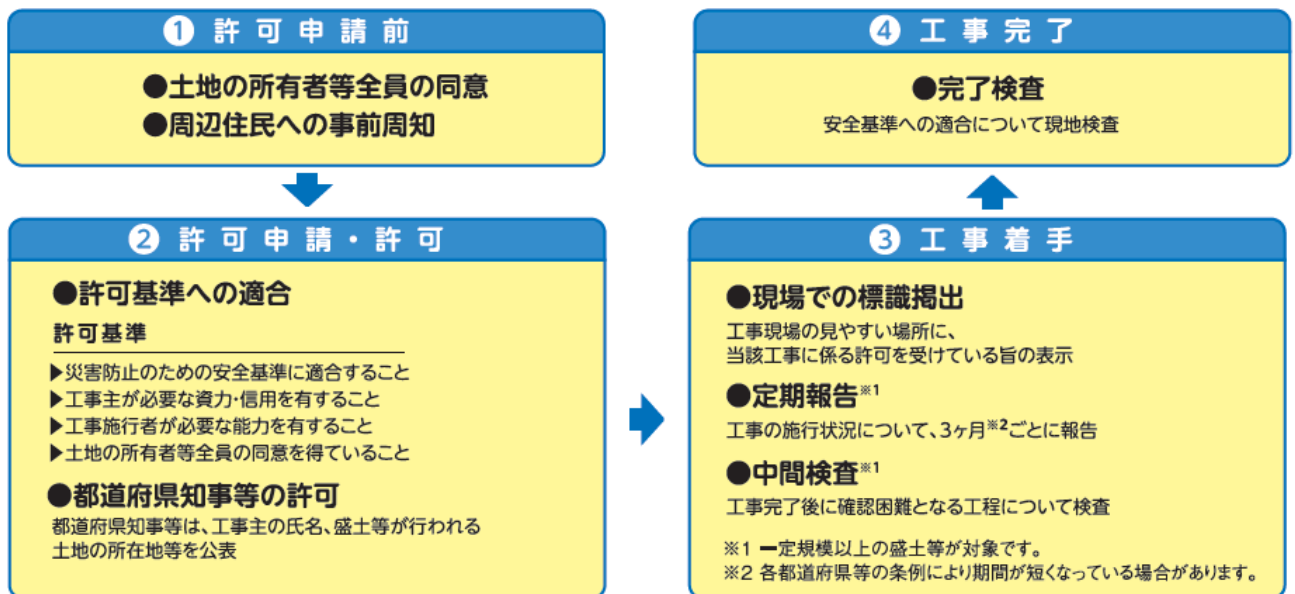 ❶ 許可申請前
●土地の所有者等全員の同意
●周辺住民への事前周知
❷ 許可申請・許可
●許可基準への適合
許可基準
▶災害防止のための安全基準に適合すること
▶工事主が必要な資力・信用を有すること
▶工事施行者が必要な能力を有すること
▶土地の所有者等全員の同意を得ていること
●都道府県知事等の許可
都道府県知事等は、工事主の氏名、盛土等が行われる
土地の所在地等を公表
❸ 工事着手
●現場での標識掲出
工事現場の見やすい場所に、
当該工事に係る許可を受けている旨の表示
●定期報告※1
工事の施行状況について、3ヶ月※2ごとに報告
●中間検査※1
工事完了後に確認困難となる工程について検査
※1 一定規模以上の盛土等が対象です。
※2 各都道府県等の条例により期間が短くなっている場合があります。
❹ 工事完了
●完了検査
安全基準への適合について現地検査